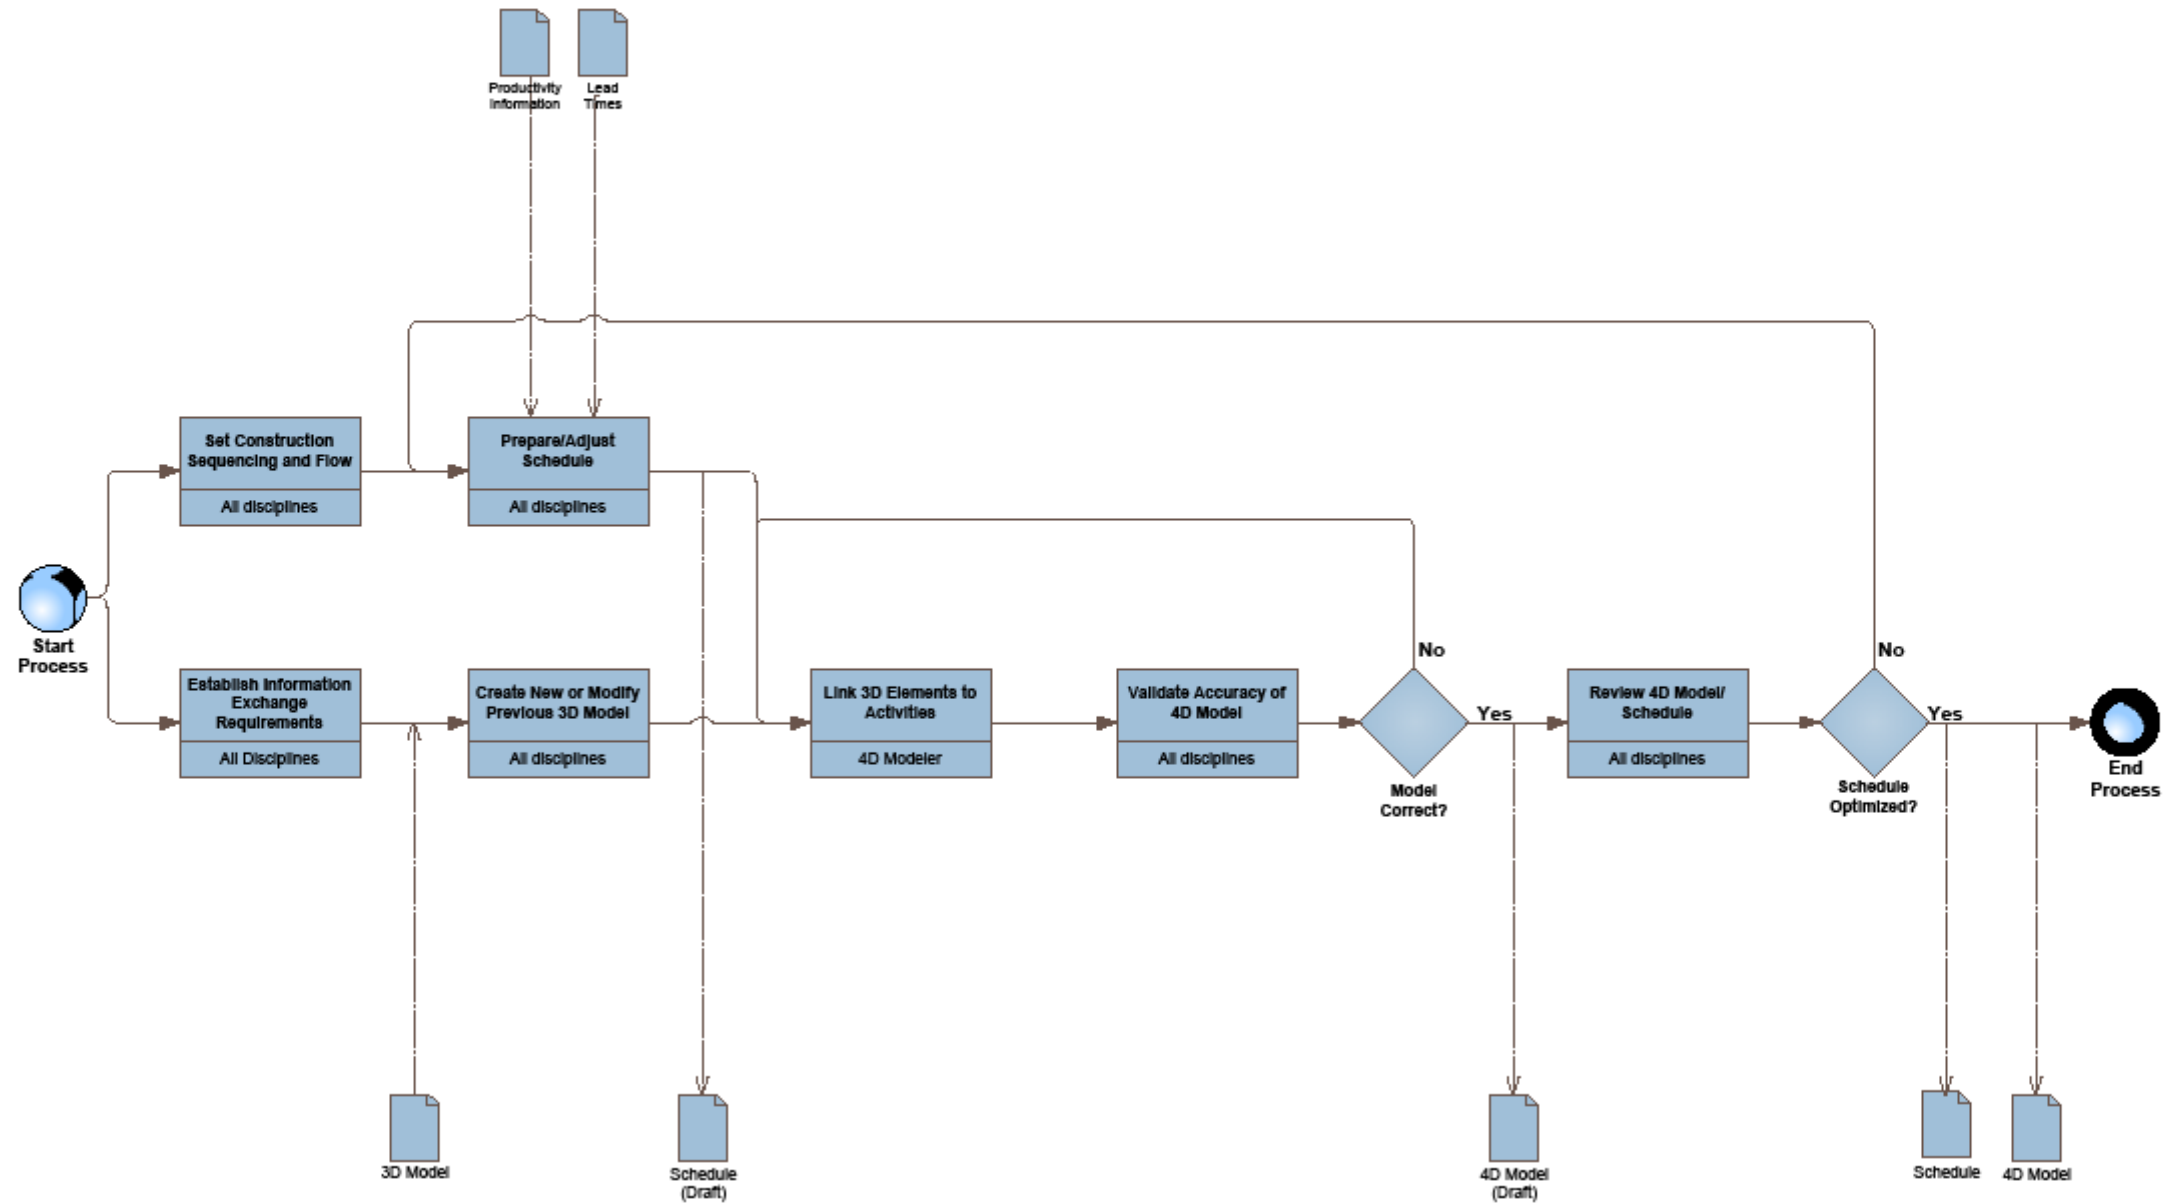 Productivity
Information
Lead
Times
Set Construction
Sequencing and Flow
All disciplines
Prepare/Adjust
Schedule
All disciplines
Start
Process
Establish Information
Exchange
Requirements
All Disciplines
Create New or Modify
Previous 3D Model
All disciplines
Link 3D Elements to
Activities
4D Modeler
Validate Accuracy of
4D Model
All disciplines
No
Yes
Model
Correct?
Review 4D Model/
Schedule
All disciplines
No
Yes
Schedule
Optimized?
End
Process
3D Model
Schedule
(Draft)
4D Model
(Draft)
Schedule
4D Model